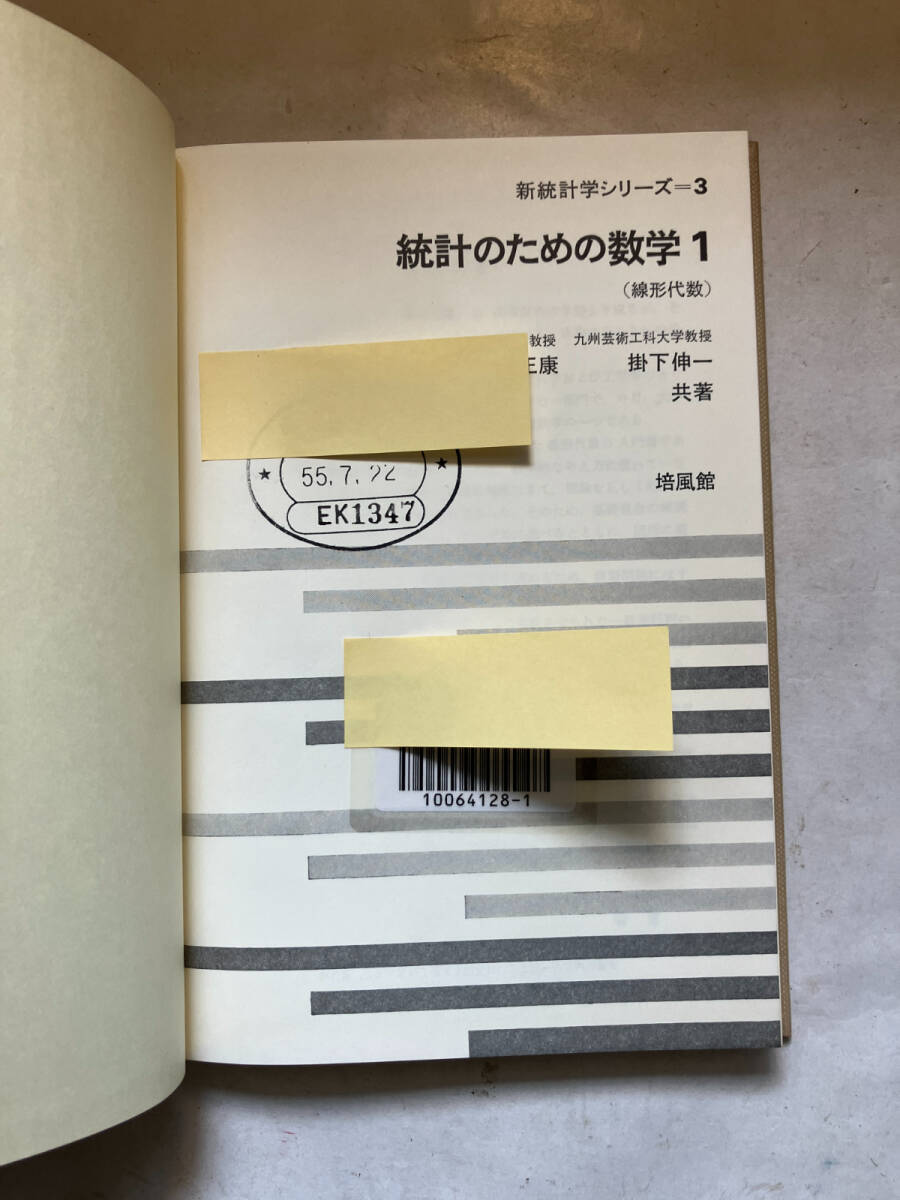 新統計学シリーズ=3
統計のための数学 1
(線形代数)
教授 九州芸術工科大学教授
正康 掛下伸一
共著
★ 55.7.22 ★
EK1347
培風館
10064128-1